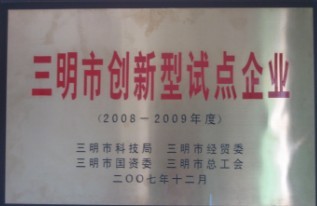 三明市创新型试点企业
(2008－2009年度)
三明市科技局 三明市经贸委
三明市国资委 三明市总工会
二〇〇七年十二月